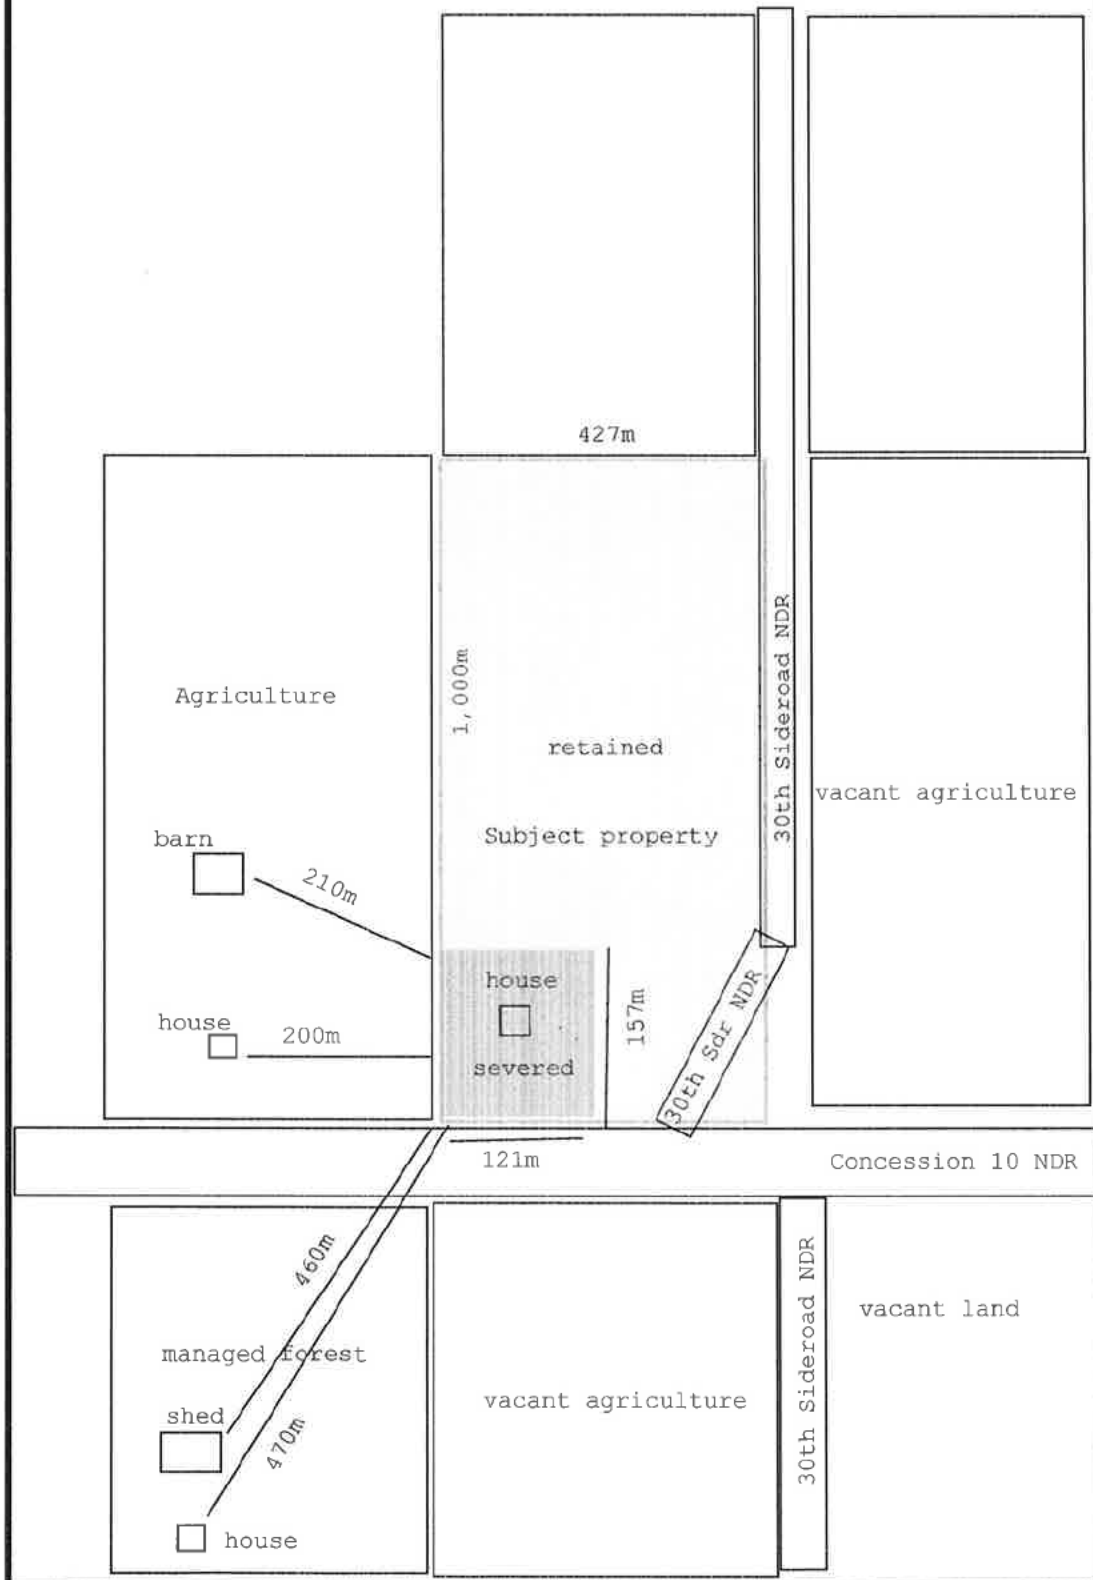 427m
30th Sideroad NDR
1,000m
Agriculture
retained
vacant agriculture
Subject property
barn
210m
house
157m
30th Sdr NDR
house
200m
severed
121m
Concession 10 NDR
460m
30th Sideroad NDR
vacant land
managed forest
vacant agriculture
shed
470m
house